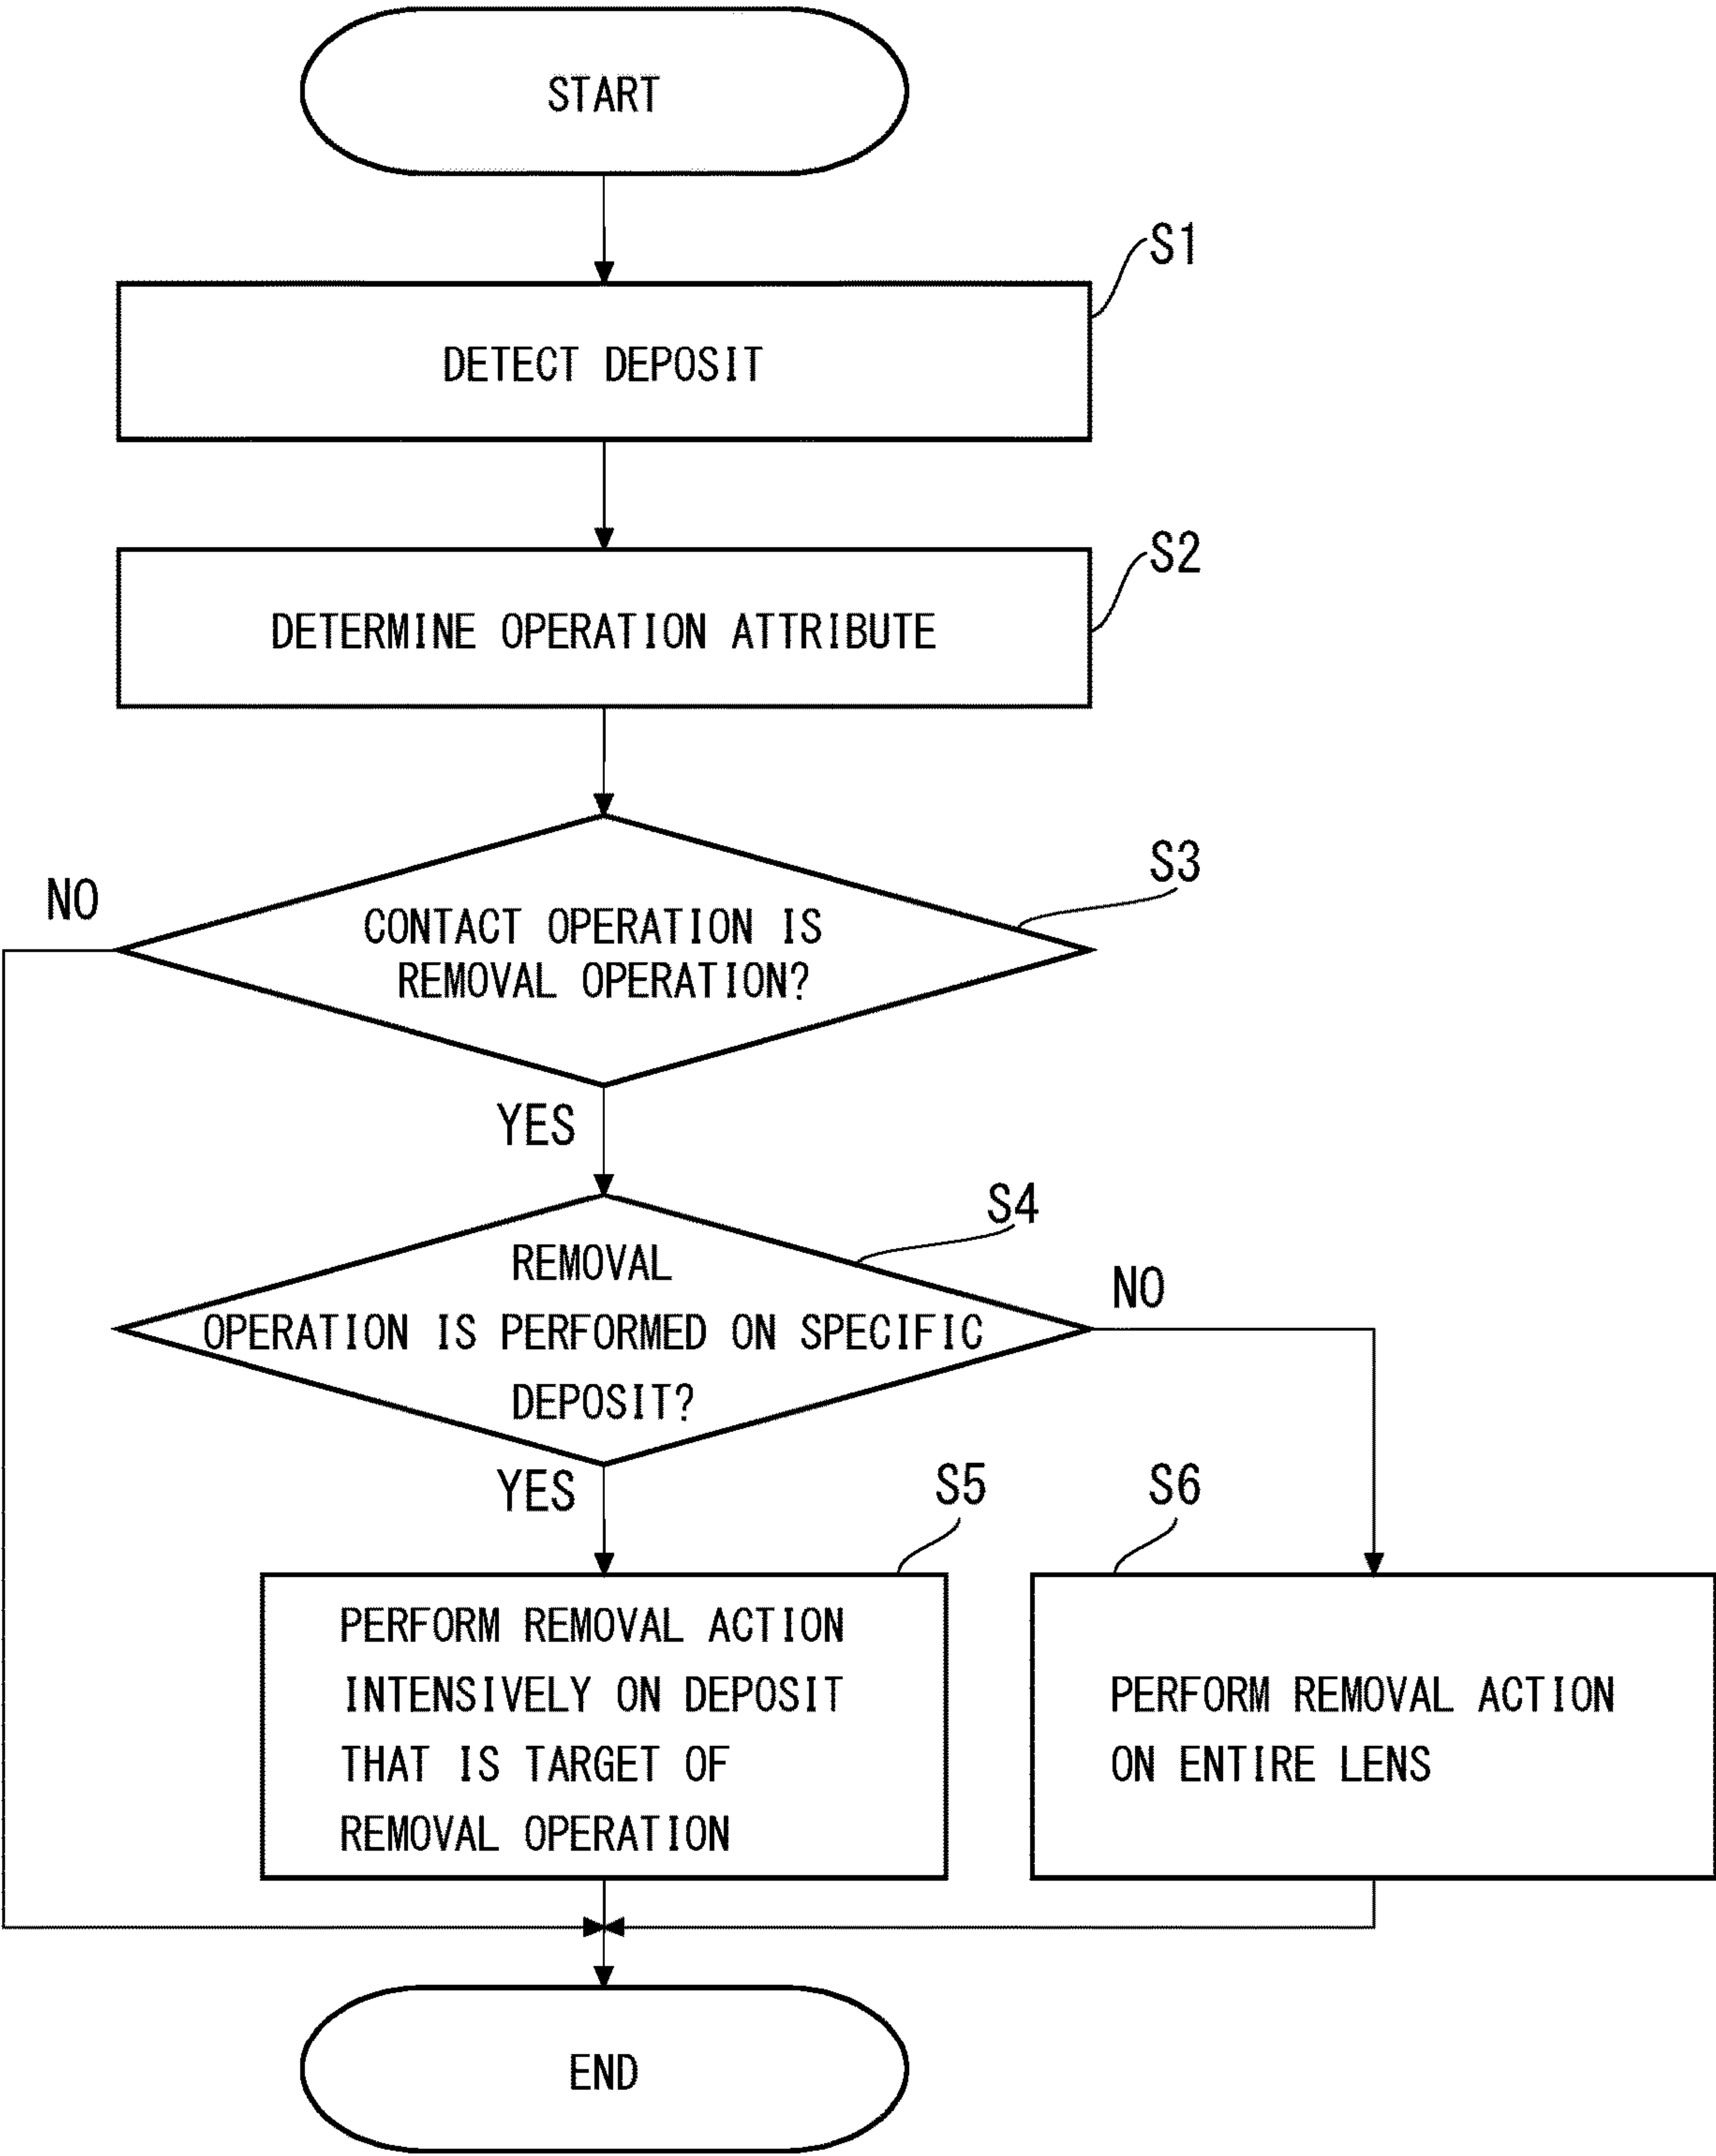 START
S1
DETECT DEPOSIT
S2
DETERMINE OPERATION ATTRIBUTE
S3
NO
CONTACT OPERATION IS
REMOVAL OPERATION?
YES
S4
REMOVAL
NO
OPERATION IS PERFORMED ON SPECIFIC
DEPOSIT?
YES
S5
S6
PERFORM REMOVAL ACTION
INTENSIVELY ON DEPOSIT
THAT IS TARGET OF
REMOVAL OPERATION
PERFORM REMOVAL ACTION
ON ENTIRE LENS
END